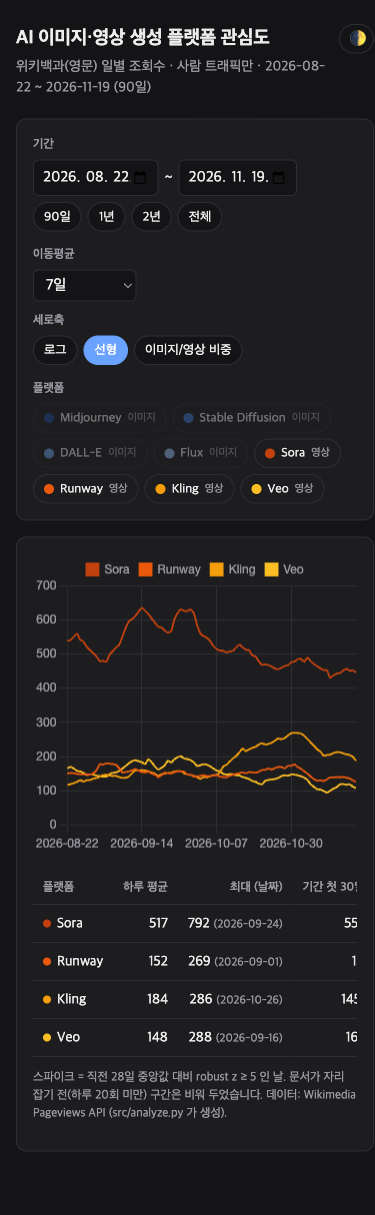 AI 이미지·영상 생성 플랫폼 관심도
위키백과(영문) 일별 조회수 · 사람 트래픽만 · 2026-08-
22 ~ 2026-11-19 (90일)
기간
2026. 08. 22. ~ 2026. 11. 19.
90일 1년 2년 전체
이동평균
7일
세로축
로그 선형 이미지/영상 비중
플랫폼
Midjourney 이미지 Stable Diffusion 이미지
DALL-E 이미지 Flux 이미지 Sora 영상
Runway 영상 Kling 영상 Veo 영상
Sora Runway Kling Veo
700
600
500
400
300
200
100
0
2026-08-22 2026-09-14 2026-10-07 2026-10-30
플랫폼 하루 평균 최대 (날짜) 기간 첫 30일
Sora 517 792 (2026-09-24) 55
Runway 152 269 (2026-09-01) 1
Kling 184 286 (2026-10-26) 145
Veo 148 288 (2026-09-16) 16
스파이크 = 직전 28일 중앙값 대비 robust z ≥ 5 인 날. 문서가 자리
잡기 전(하루 20회 미만) 구간은 비워 두었습니다. 데이터: Wikimedia
Pageviews API (src/analyze.py 가 생성).